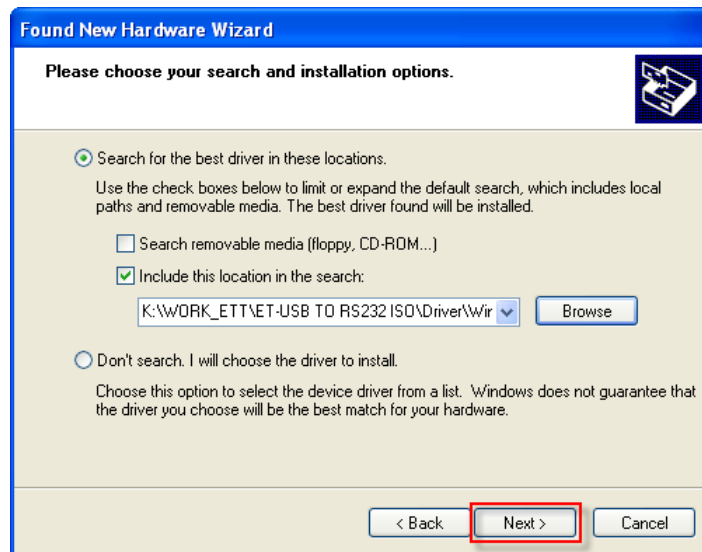 Found New Hardware Wizard
Please choose your search and installation options.
Search for the best driver in these locations.
Use the check boxes below to limit or expand the default search, which includes local
paths and removable media. The best driver found will be installed.
Search removable media (floppy, CD-ROM...)
Include this location in the search:
K:\WORK_ETT\ET-USB TO RS232 ISO\Driver\Wir
Browse
Don't search. I will choose the driver to install.
Choose this option to select the device driver from a list.  Windows does not guarantee that
the driver you choose will be the best match for your hardware.
< Back
Next >
Cancel